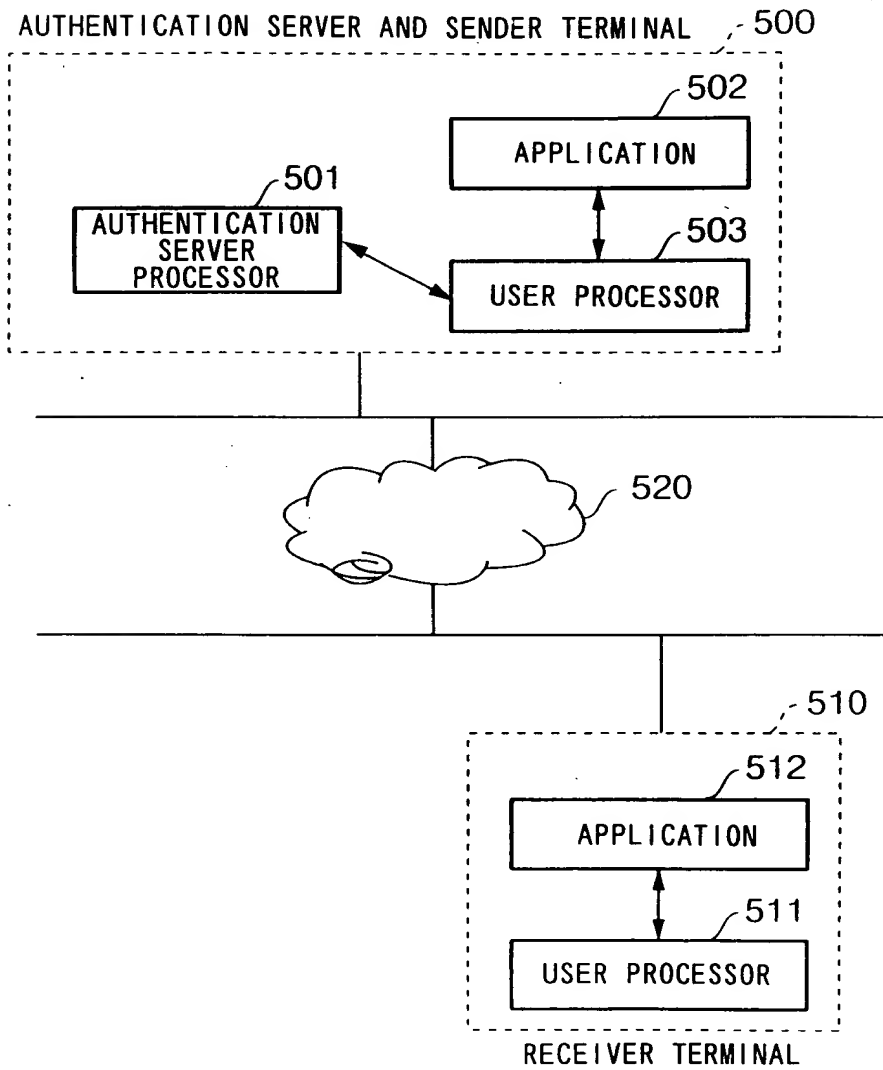 AUTHENTICATION SERVER AND SENDER TERMINAL
500
502
APPLICATION
501
AUTHENTICATION
SERVER
PROCESSOR
503
USER PROCESSOR
520
510
512
APPLICATION
511
USER PROCESSOR
RECEIVER TERMINAL